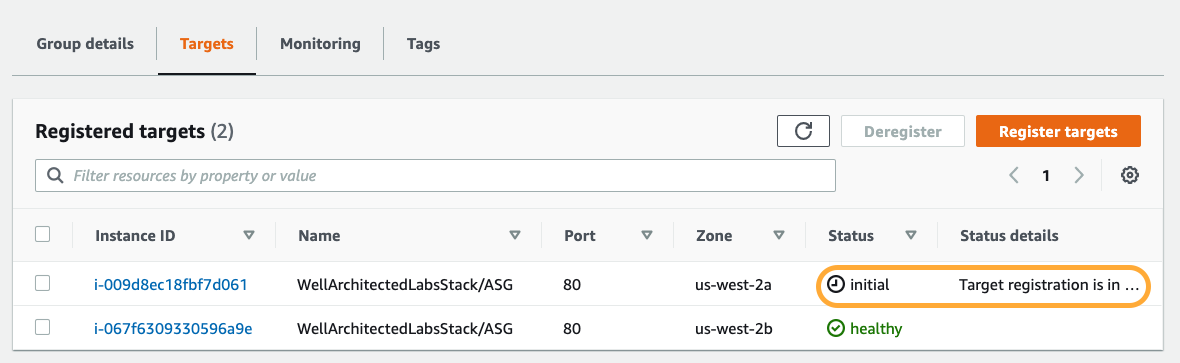 Group details Targets Monitoring Tags
Registered targets (2) Deregister Register targets
Filter resources by property or value 1
Instance ID Name Port Zone Status Status details
i-009d8ec18fbf7d061 WellArchitectedLabsStack/ASG 80 us-west-2a initial Target registration is in ...
i-067f6309330596a9e WellArchitectedLabsStack/ASG 80 us-west-2b healthy